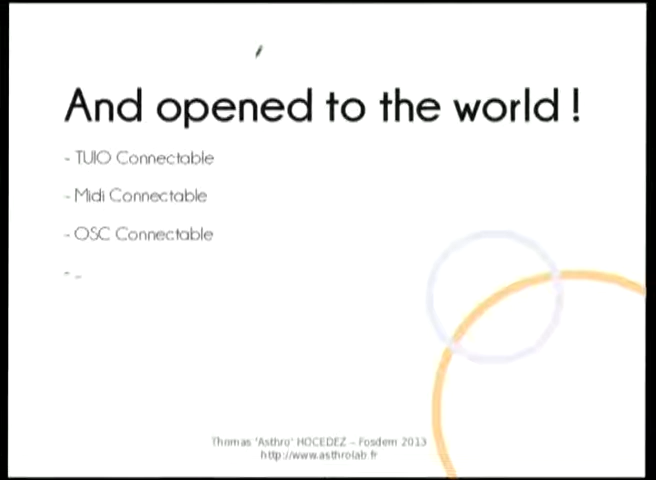 And opened to the world !
- TUIO Connectable
- Midi Connectable
- OSC Connectable
- ..
Thomas 'Asthro' HOCEDEZ - Fosdem 2013
http://www.asthrolab.fr